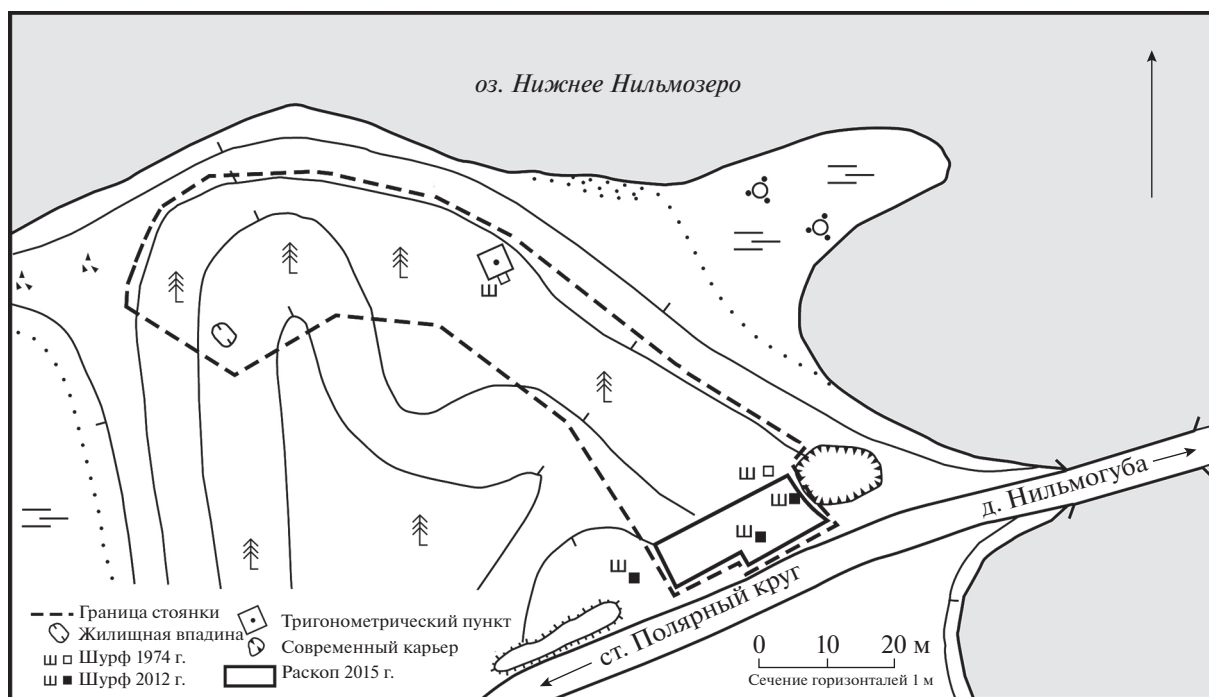 оз. Нижнее Нильмозеро
Ш
Ш
Ш
Ш
Ш
д. Нильмогуба
ст. Полярный круг
Граница стоянки
Жилищная впадина
Ш Шурф 1974 г.
Ш Шурф 2012 г.
Тригонометрический пункт
Современный карьер
Раскоп 2015 г.
0 10 20 м
Сечение горизонталей 1 м